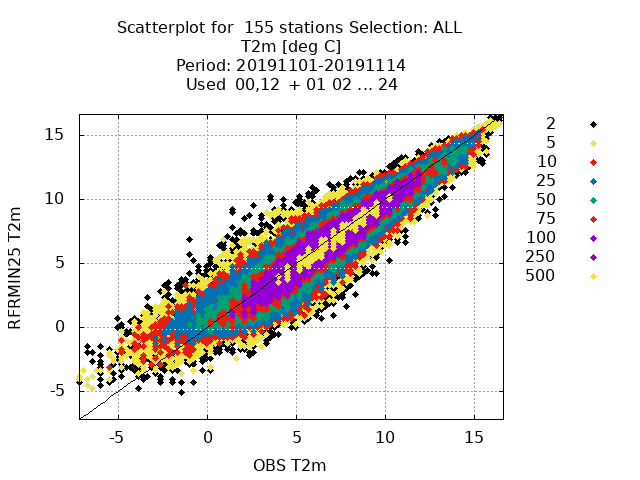 Scatterplot for  155 stations Selection: ALL
T2m [deg C]
Period: 20191101-20191114
Used  00,12  + 01 02 ... 24
RFRMIN25 T2m
15
10
5
0
-5
-5 0 5 10 15
OBS T2m
2
5
10
25
50
75
100
250
500